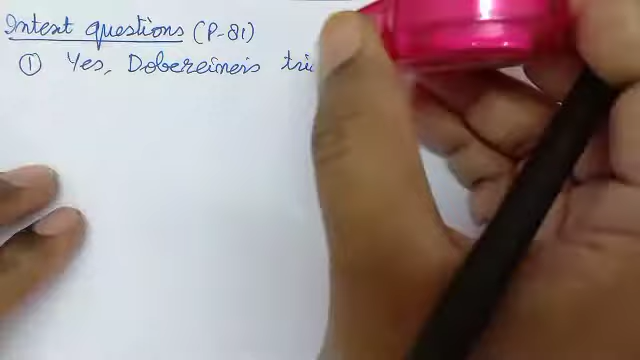 Intext questions (P-81)
① Yes, Dobereiner's